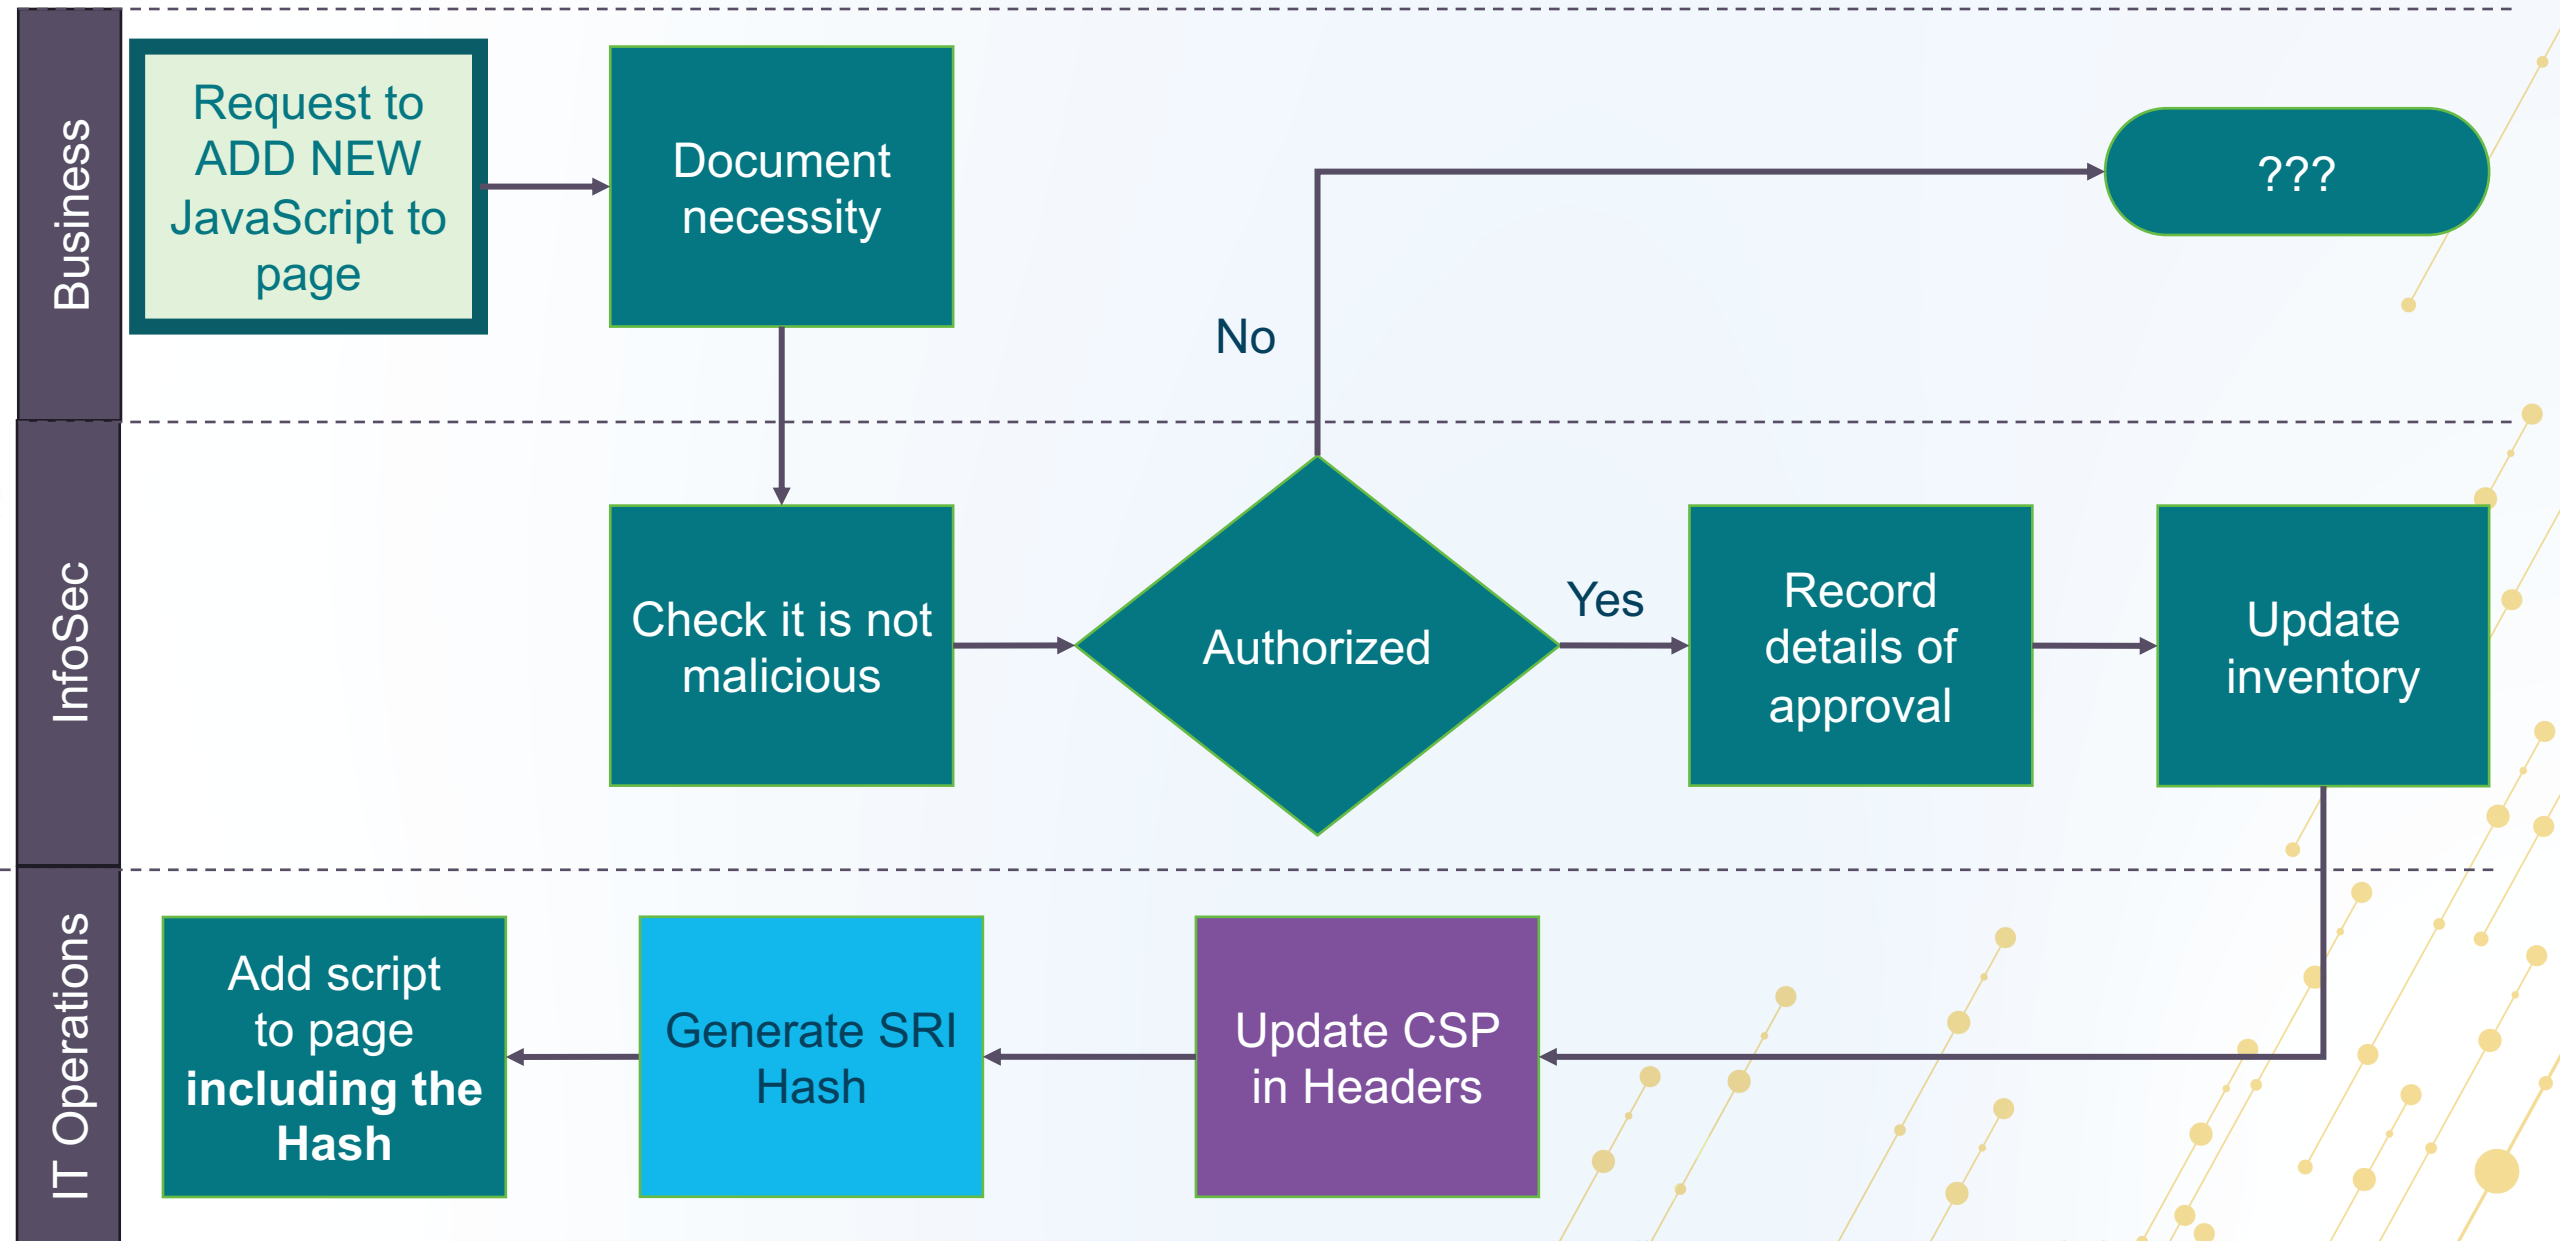 Business
Request to
ADD NEW
JavaScript to
page
Document
necessity
???
No
InfoSec
Check it is not
malicious
Authorized
Yes
Record
details of
approval
Update
inventory
IT Operations
Add script
to page
including the
Hash
Generate SRI
Hash
Update CSP
in Headers